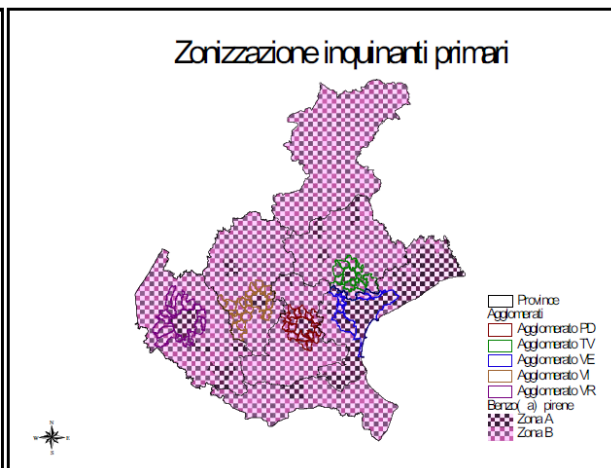 Zonizzazione inquinanti primari
Province
Agglomerati
Agglomerato PD
Agglomerato TV
Agglomerato VE
Agglomerato VI
Agglomerato VR
Benzo( a) pirene
Zona A
Zona B
N
W E
S